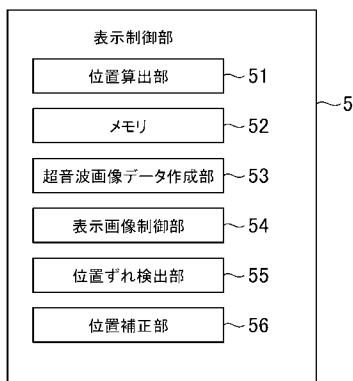 表示制御部
位置算出部 51
メモリ 52
5
超音波画像データ作成部 53
表示画像制御部 54
位置ずれ検出部 55
位置補正部 56